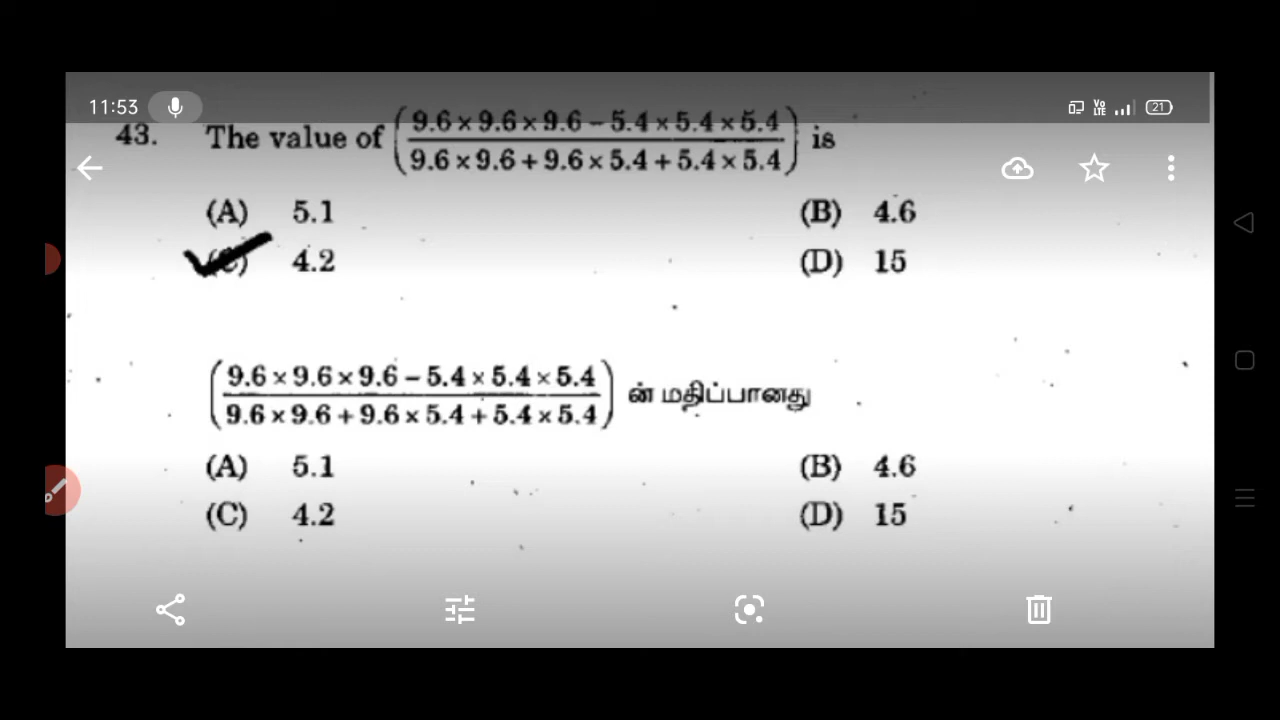 11:53
Vo LTE 21
43. The value of (9.6 × 9.6 × 9.6 – 5.4 × 5.4 × 5.4 / 9.6 × 9.6 + 9.6 × 5.4 + 5.4 × 5.4) is
(A) 5.1 (B) 4.6
(C) 4.2 (D) 15
(9.6 × 9.6 × 9.6 – 5.4 × 5.4 × 5.4 / 9.6 × 9.6 + 9.6 × 5.4 + 5.4 × 5.4) ன் மதிப்பானது
(A) 5.1 (B) 4.6
(C) 4.2 (D) 15